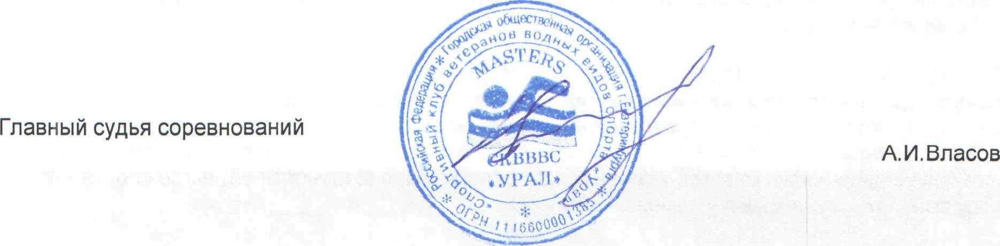 Главный судья соревнований
* Российская Федерация * Городская общественная организация г.Екатеринбурга *
ОГРН 1116600001383
«Спортивный клуб ветеранов водных видов спорта «Урал»
MASTERS
СКВВВС
«УРАЛ»
А.И.Власов